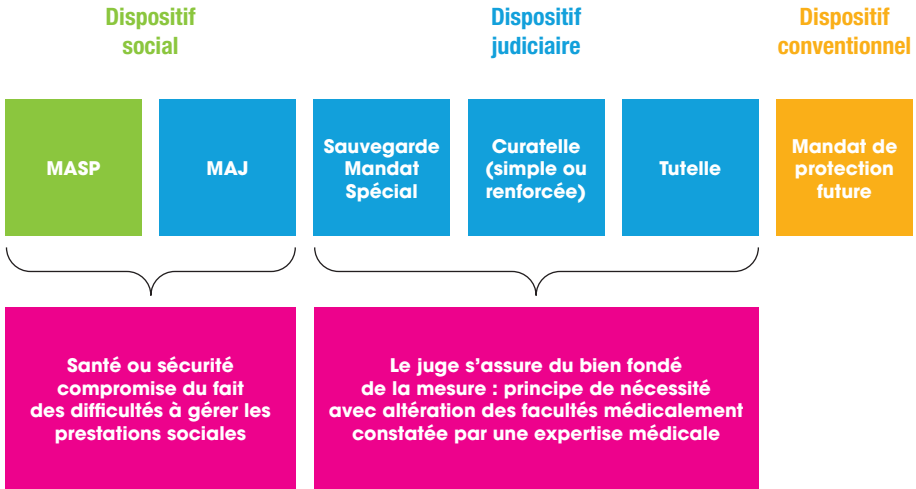 Dispositif
social
Dispositif
judiciaire
Dispositif
conventionnel
MASP
MAJ
Sauvegarde
Mandat
Spécial
Curatelle
(simple ou
renforcée)
Tutelle
Mandat de
protection
future
Santé ou sécurité
compromise du fait
des difficultés à gérer les
prestations sociales
Le juge s’assure du bien fondé
de la mesure : principe de nécessité
avec altération des facultés médicalement
constatée par une expertise médicale